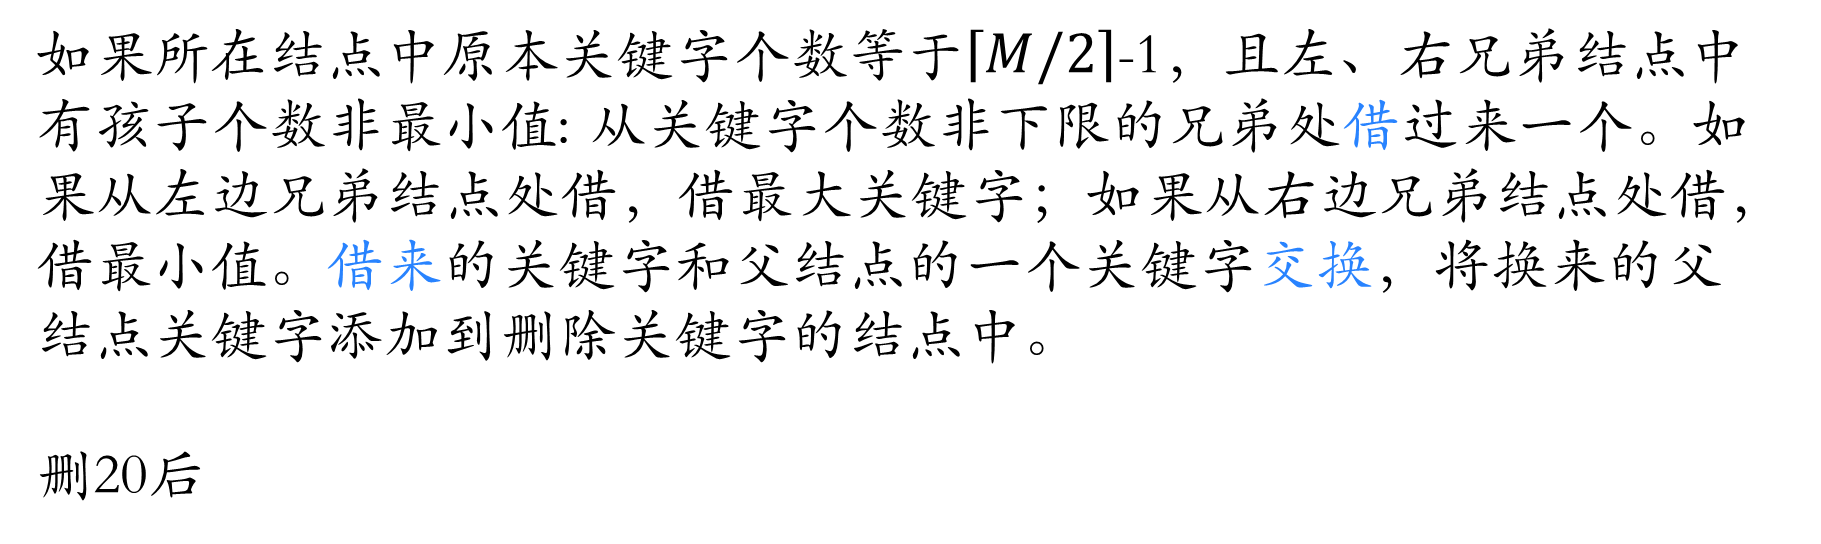 如果所在结点中原本关键字个数等于⌈M/2⌉-1，且左、右兄弟结点中
有孩子个数非最小值: 从关键字个数非下限的兄弟处借过来一个。如
果从左边兄弟结点处借，借最大关键字；如果从右边兄弟结点处借，
借最小值。借来的关键字和父结点的一个关键字交换，将换来的父
结点关键字添加到删除关键字的结点中。
删20后